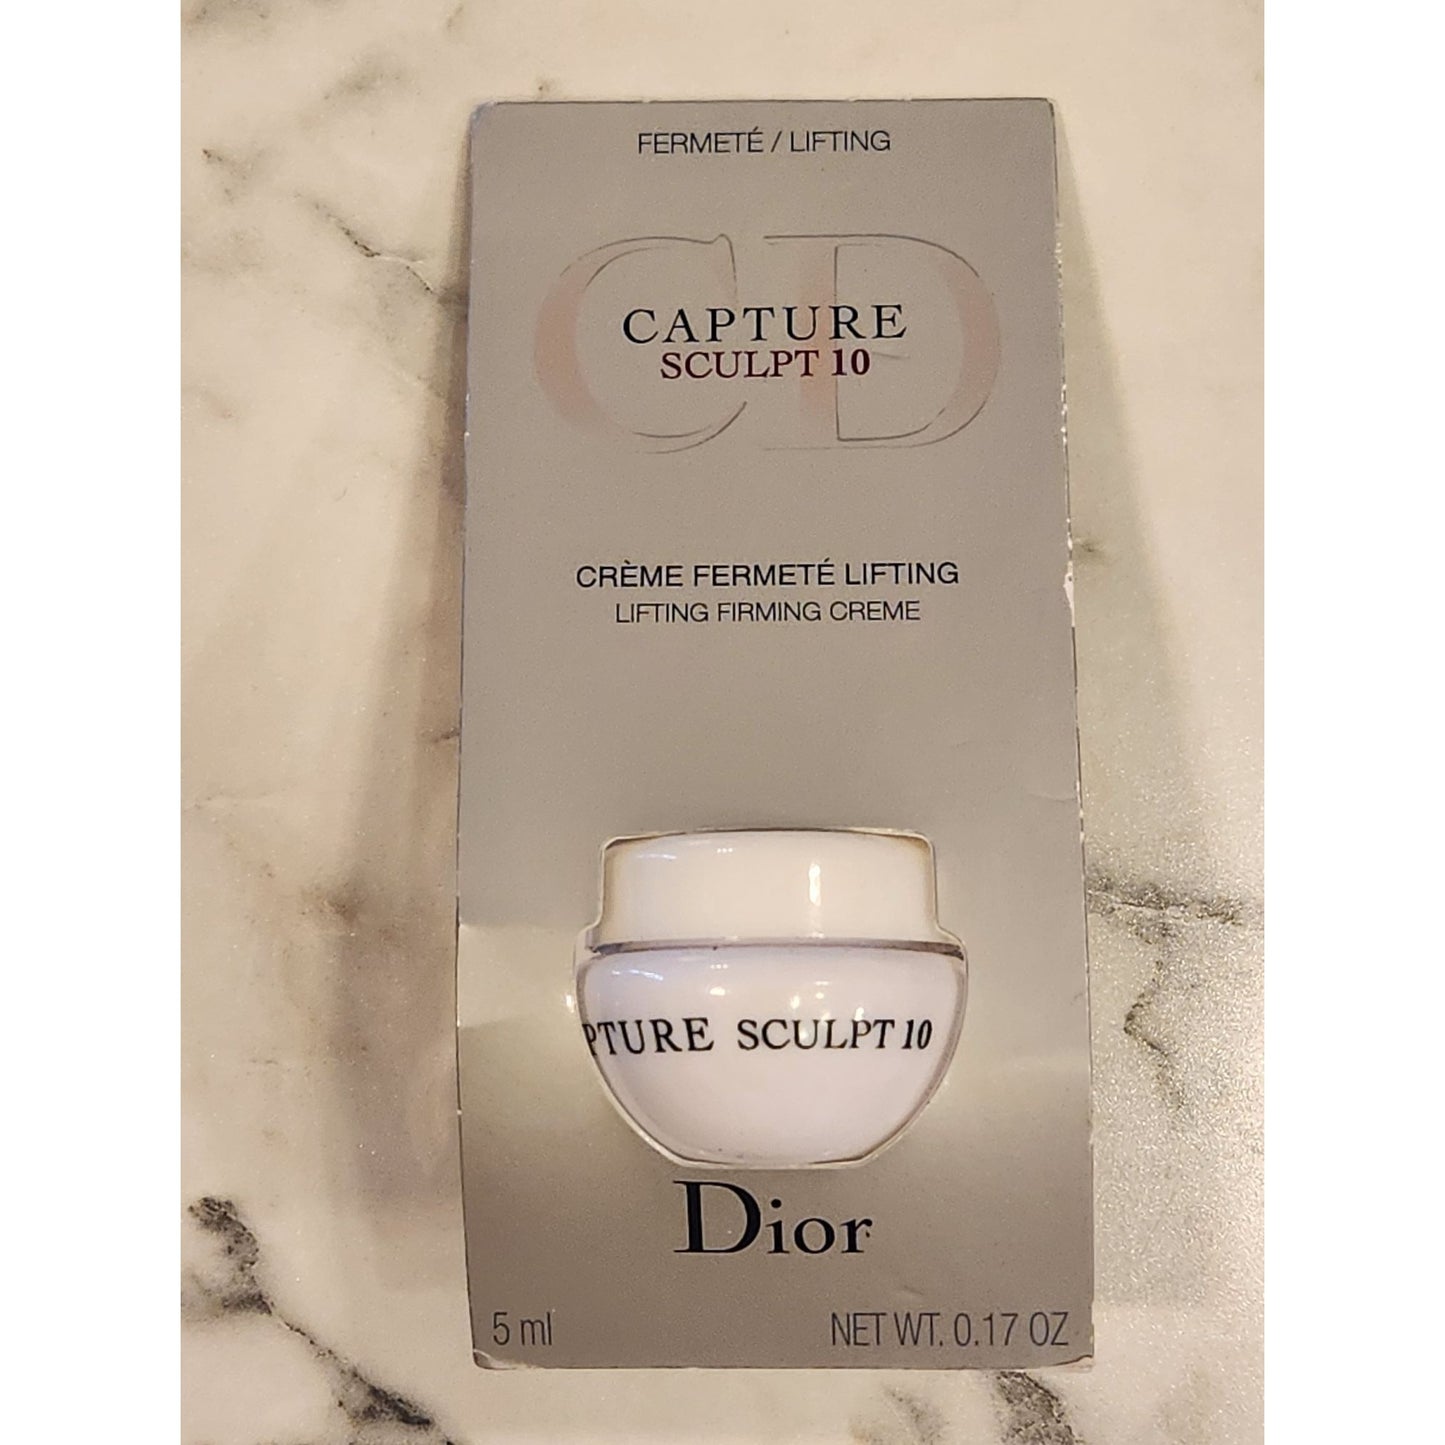 FERMETÉ / LIFTING
CD
CAPTURE
SCULPT 10
CRÈME FERMETÉ LIFTING
LIFTING FIRMING CREME
PTURE SCULPT 10
Dior
5 ml NET WT. 0.17 OZ